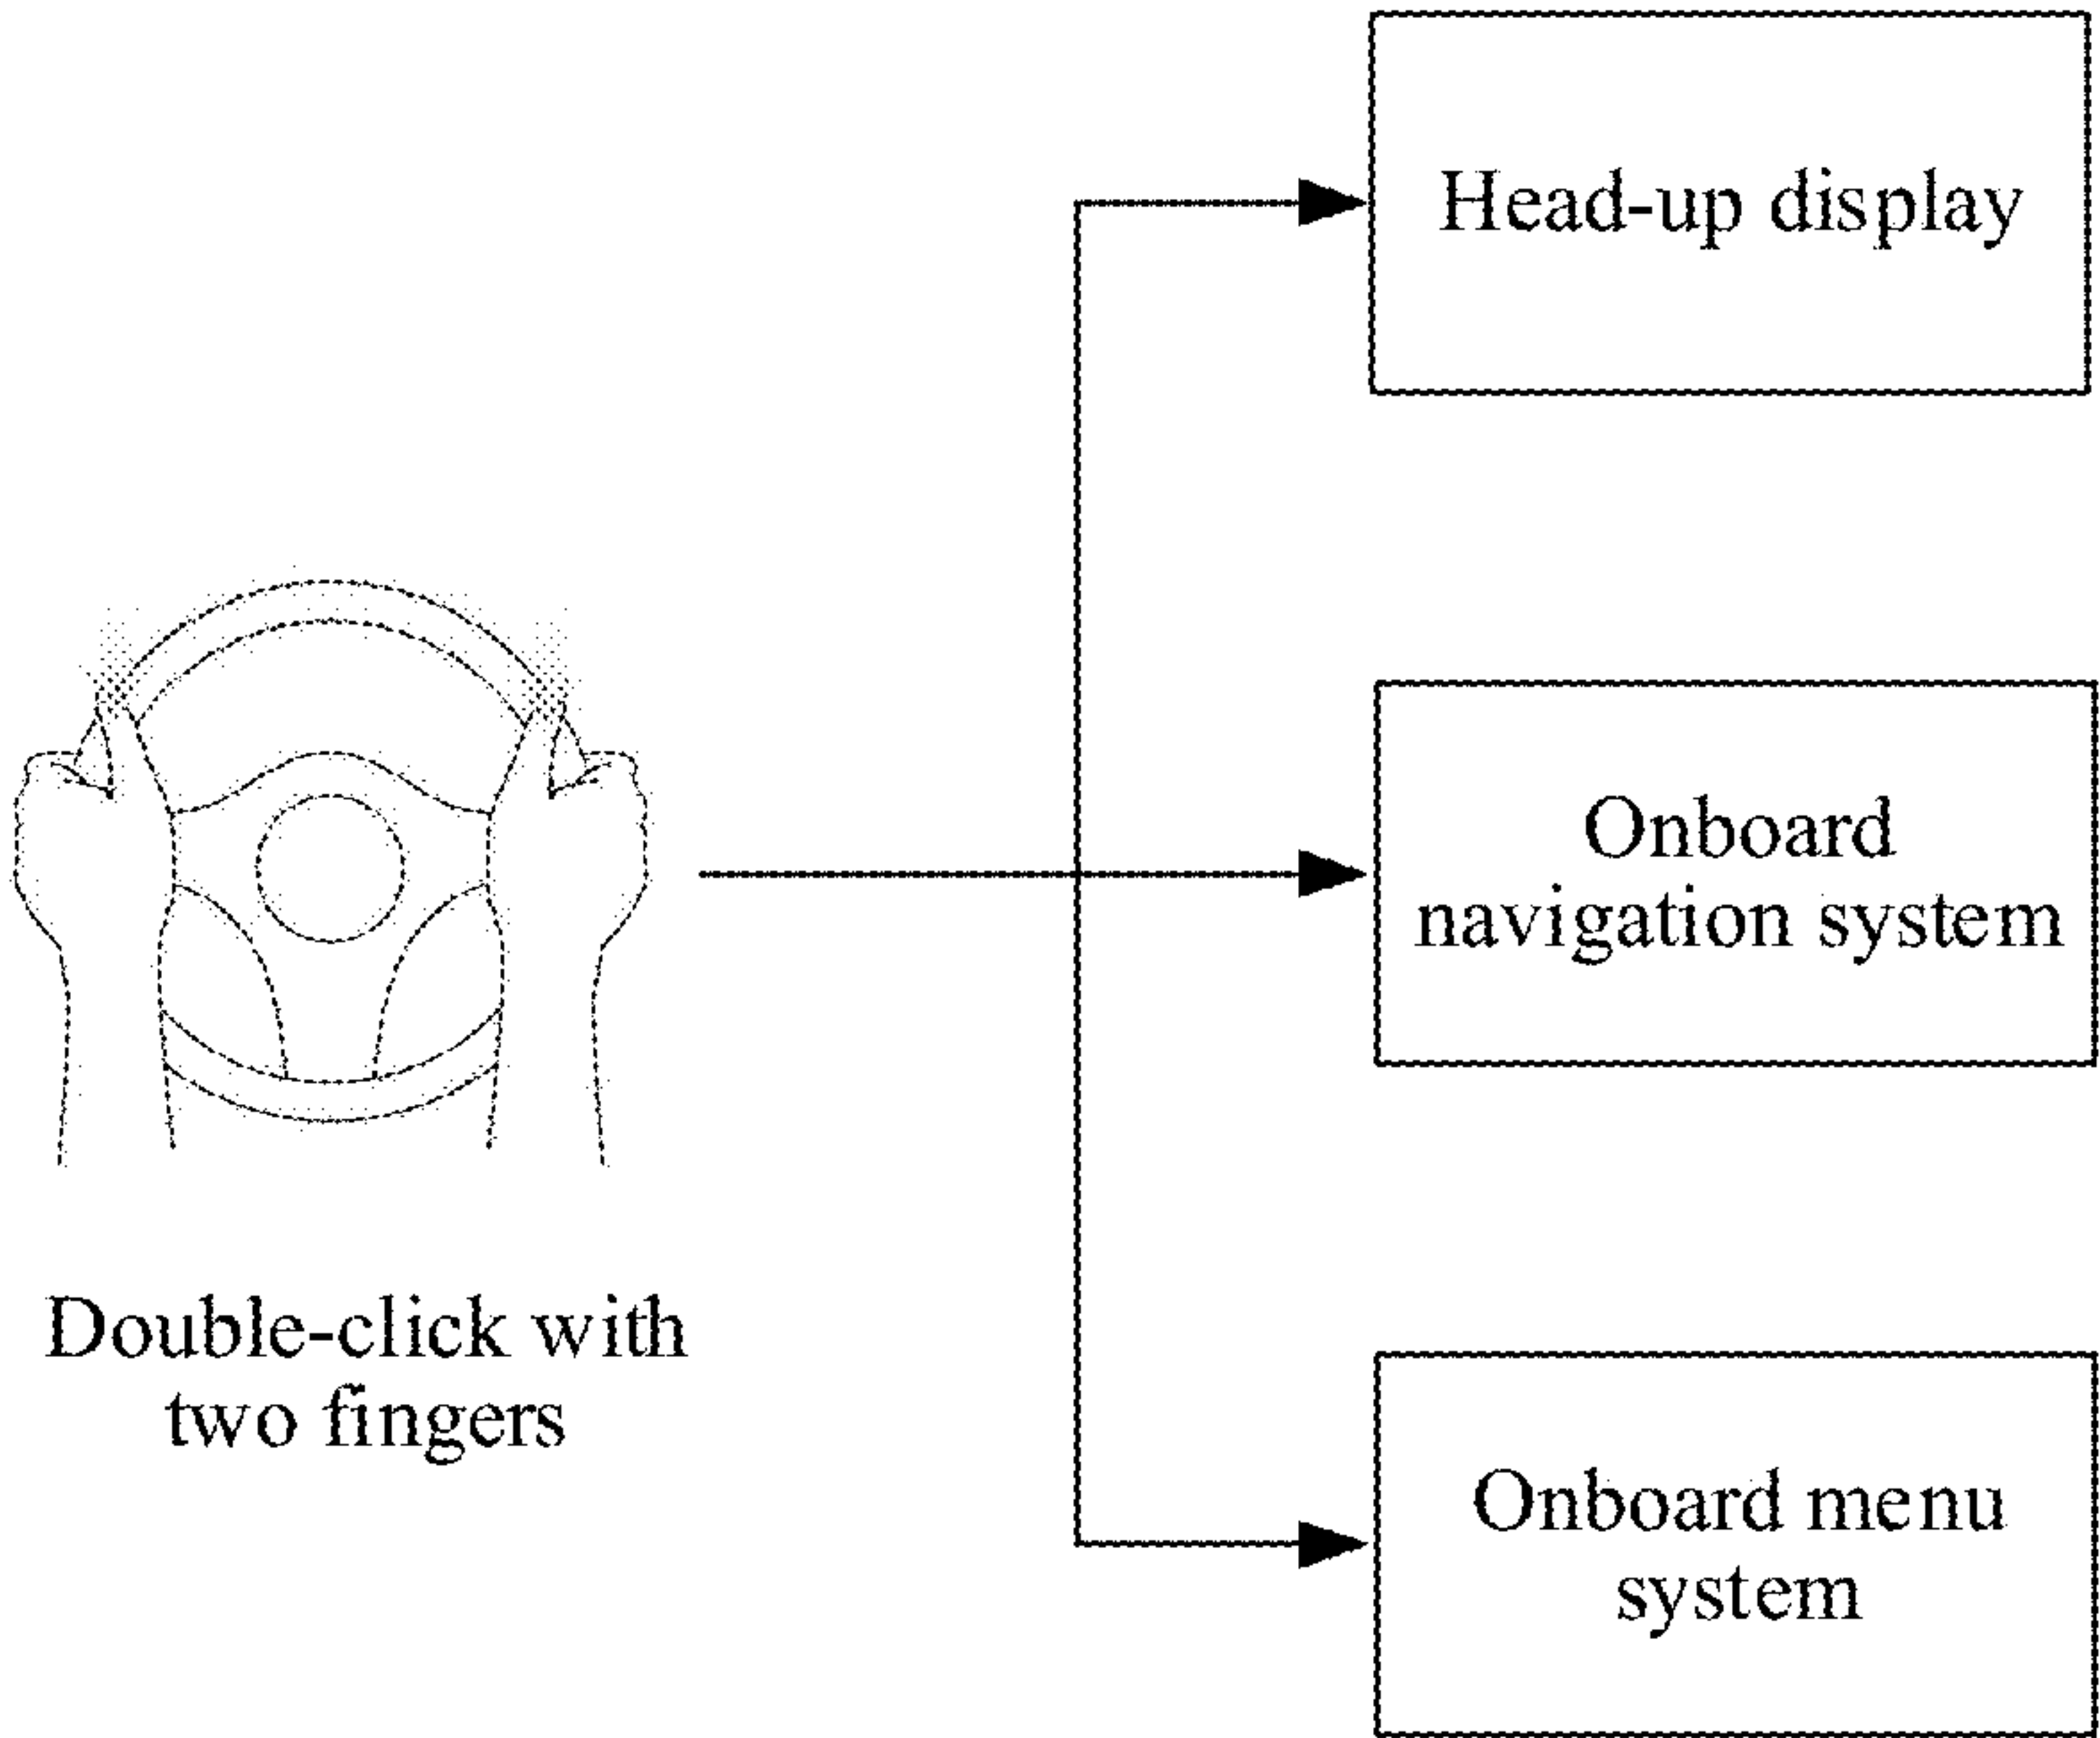 Head-up display
Onboard
navigation system
Double-click with
two fingers
Onboard menu
system